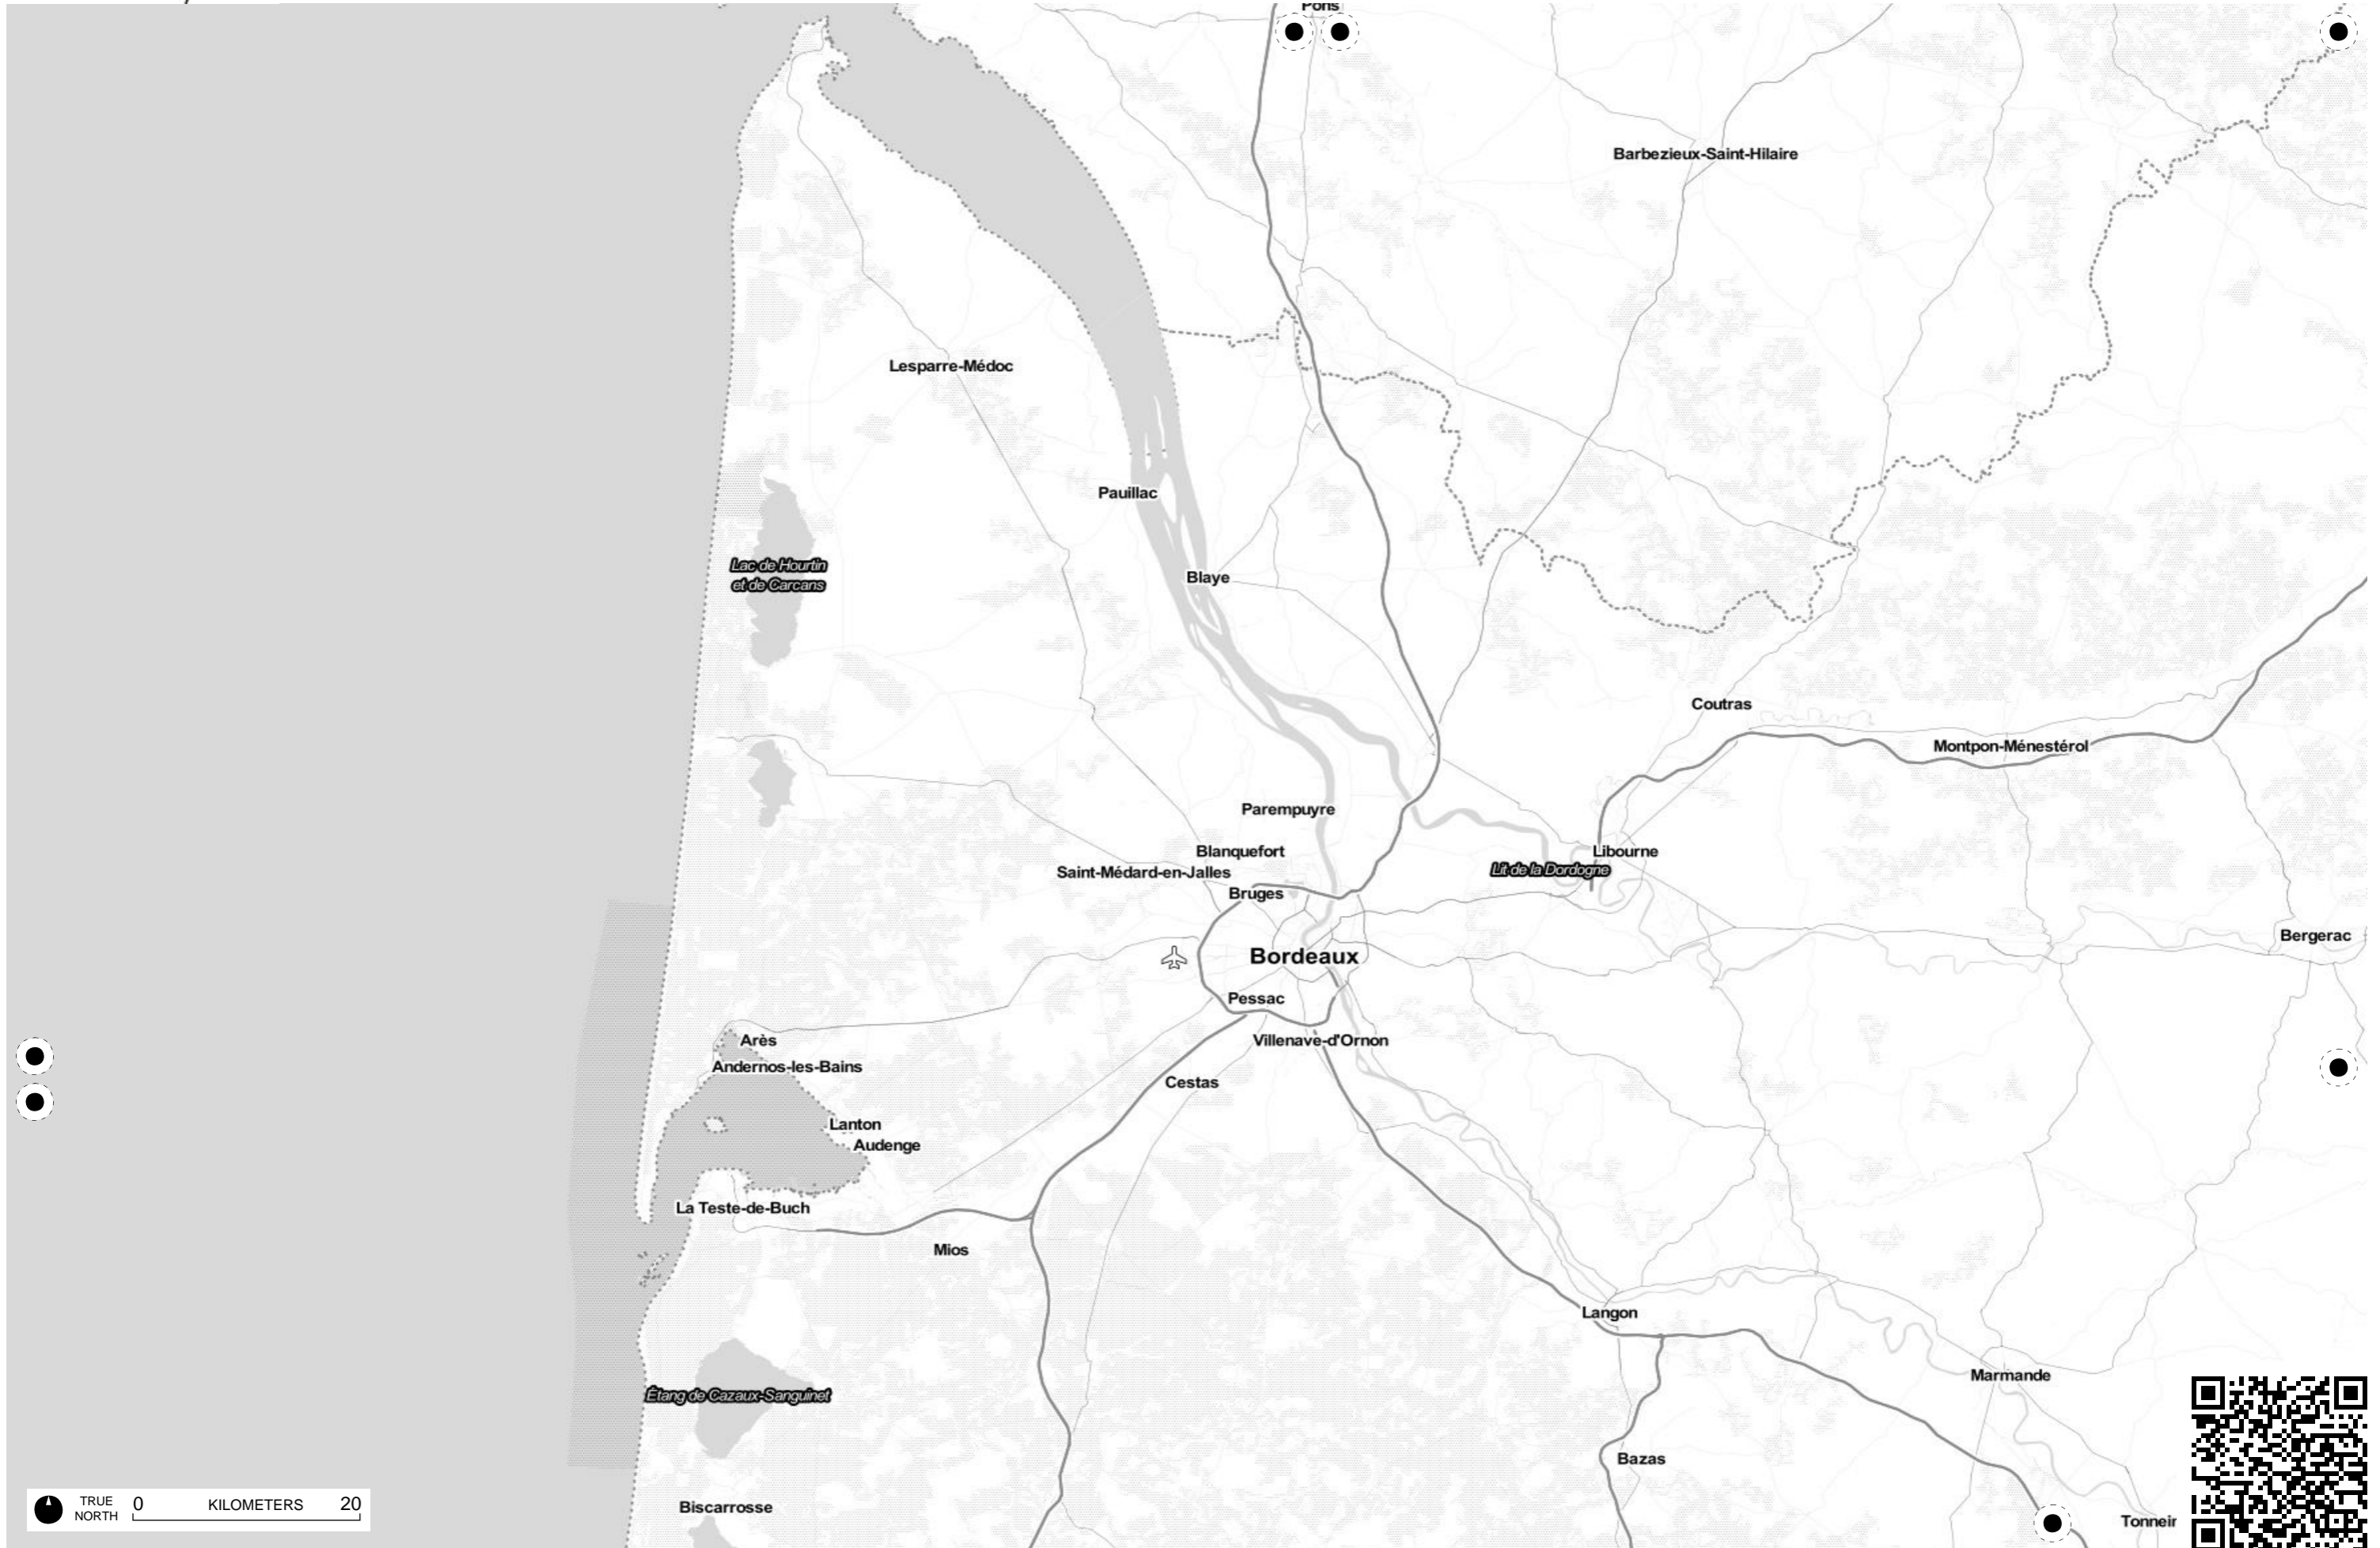 Pons
Barbezieux-Saint-Hilaire
Lesparre-Médoc
Pauillac
Lac de Hourtin
et de Carcans
Blaye
Coutras
Montpon-Ménestérol
Parempuyre
Blanquefort
Libourne
Saint-Médard-en-Jalles
Lit de la Dordogne
Bruges
Bergerac
Bordeaux
Pessac
Arès
Villenave-d'Ornon
Andernos-les-Bains
Cestas
Lanton
Audenge
La Teste-de-Buch
Mios
Langon
Marmande
Étang de Cazaux-Sanguinet
Bazas
TRUE
NORTH
0 KILOMETERS 20
Biscarrosse
Tonneir